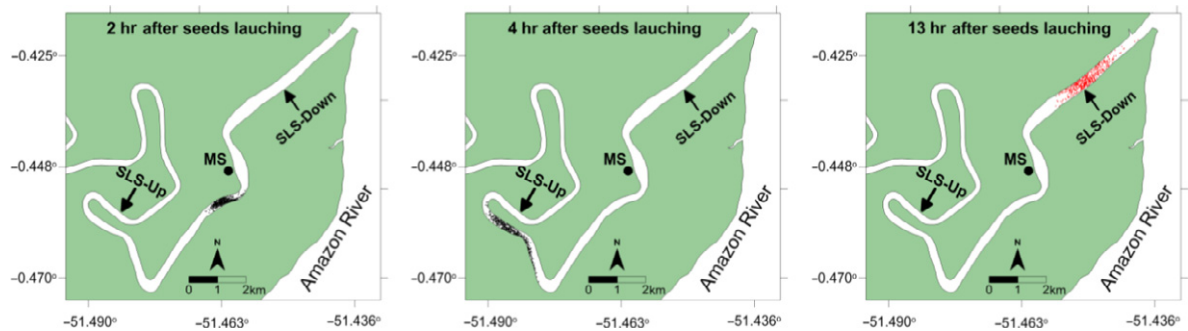 2 hr after seeds lauching
−0.425°
−0.448°
−0.470°
SLS-Down
MS
SLS-Up
N
0 1 2km
Amazon River
−51.490° −51.463° −51.436°
4 hr after seeds lauching
−0.425°
−0.448°
−0.470°
SLS-Down
MS
SLS-Up
N
0 1 2km
Amazon River
−51.490° −51.463° −51.436°
13 hr after seeds lauching
−0.425°
−0.448°
−0.470°
SLS-Down
MS
SLS-Up
N
0 1 2km
Amazon River
−51.490° −51.463° −51.436°